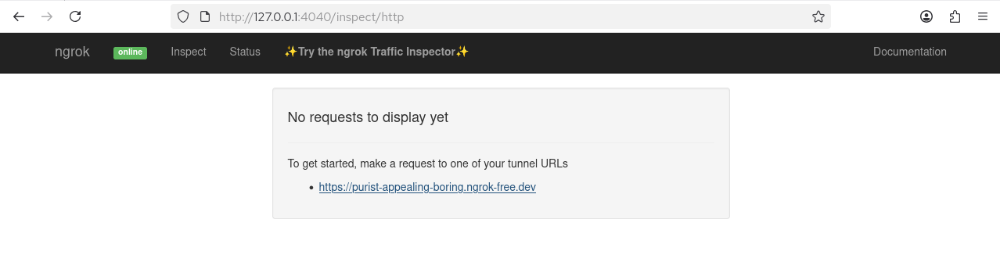 http://127.0.0.1:4040/inspect/http
ngrok online Inspect Status ✨Try the ngrok Traffic Inspector✨ Documentation
No requests to display yet
To get started, make a request to one of your tunnel URLs
• https://purist-appealing-boring.ngrok-free.dev